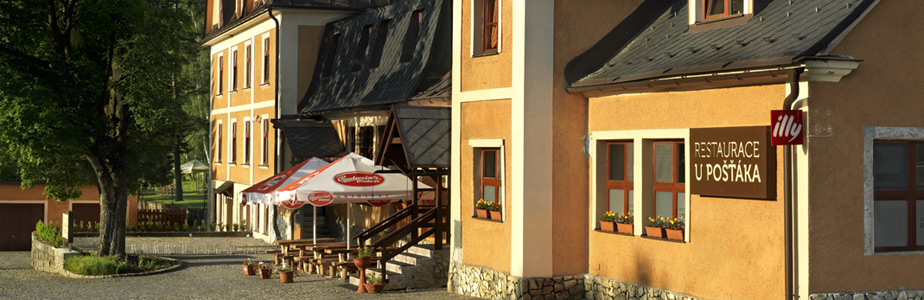 illy
RESTAURACE
U POŠŤÁKA